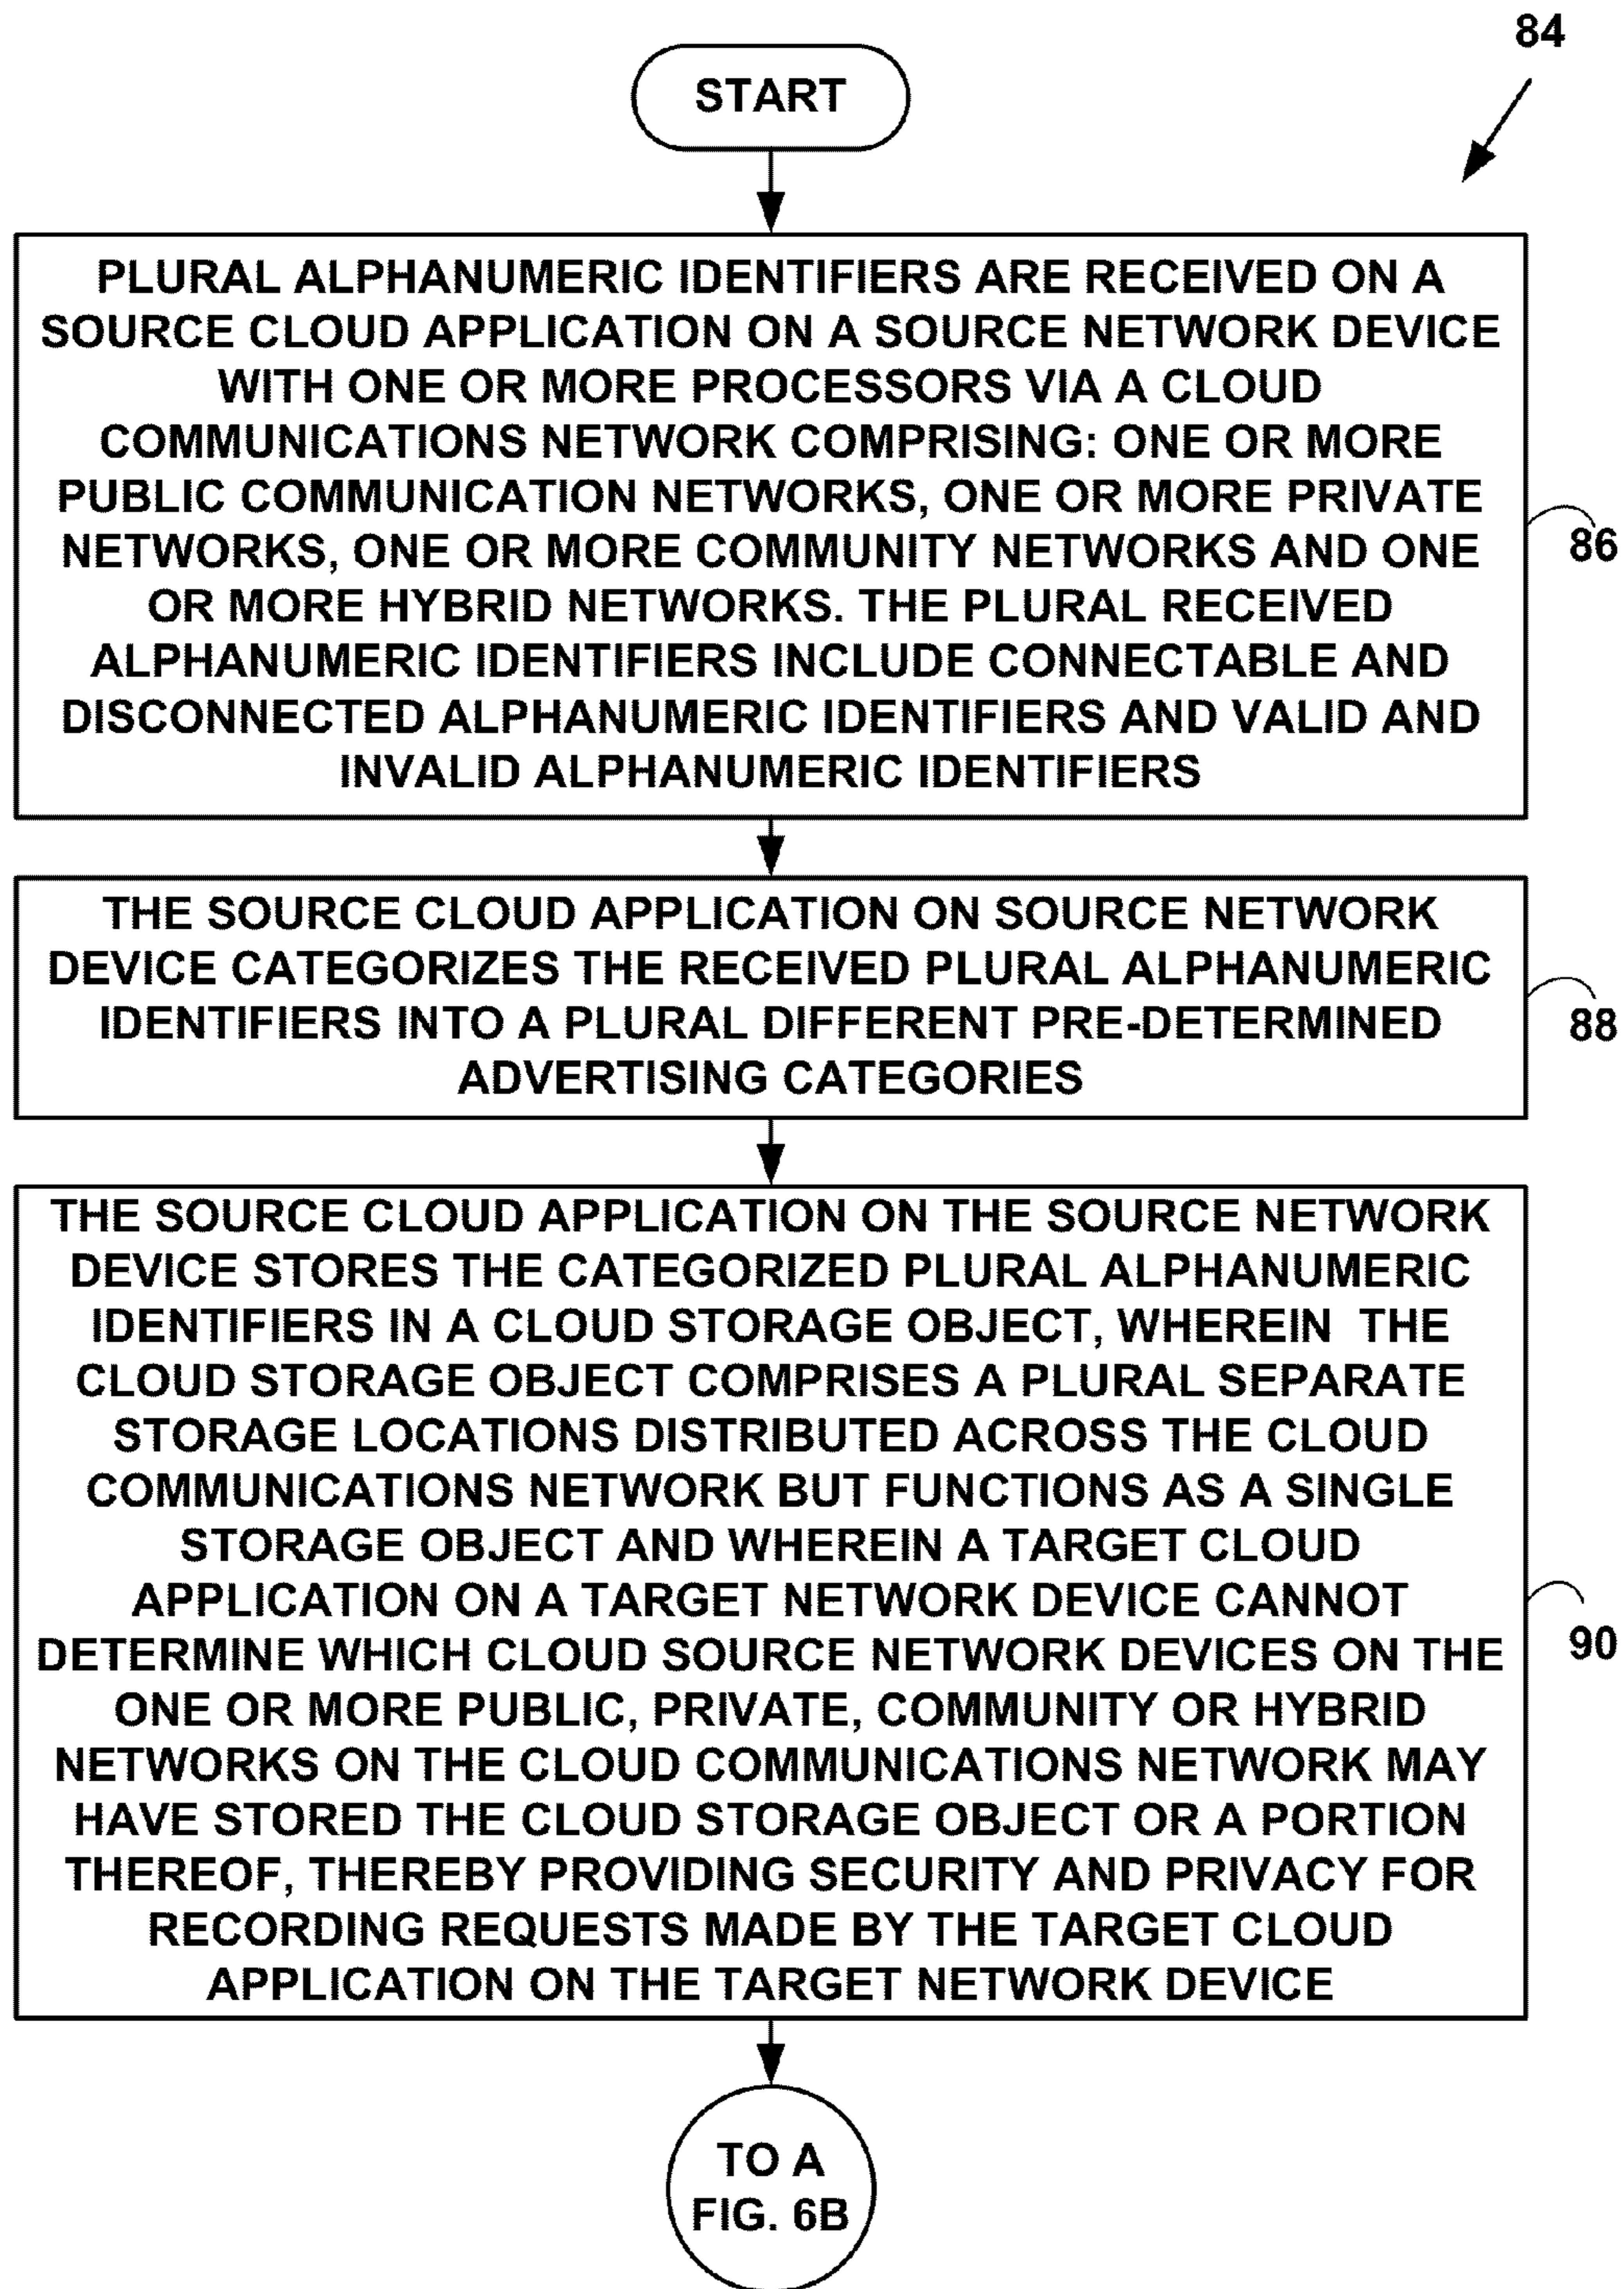 84
START
PLURAL ALPHANUMERIC IDENTIFIERS ARE RECEIVED ON A
SOURCE CLOUD APPLICATION ON A SOURCE NETWORK DEVICE
WITH ONE OR MORE PROCESSORS VIA A CLOUD
COMMUNICATIONS NETWORK COMPRISING: ONE OR MORE
PUBLIC COMMUNICATION NETWORKS, ONE OR MORE PRIVATE
NETWORKS, ONE OR MORE COMMUNITY NETWORKS AND ONE
OR MORE HYBRID NETWORKS. THE PLURAL RECEIVED
ALPHANUMERIC IDENTIFIERS INCLUDE CONNECTABLE AND
DISCONNECTED ALPHANUMERIC IDENTIFIERS AND VALID AND
INVALID ALPHANUMERIC IDENTIFIERS
86
THE SOURCE CLOUD APPLICATION ON SOURCE NETWORK
DEVICE CATEGORIZES THE RECEIVED PLURAL ALPHANUMERIC
IDENTIFIERS INTO A PLURAL DIFFERENT PRE-DETERMINED
ADVERTISING CATEGORIES
88
THE SOURCE CLOUD APPLICATION ON THE SOURCE NETWORK
DEVICE STORES THE CATEGORIZED PLURAL ALPHANUMERIC
IDENTIFIERS IN A CLOUD STORAGE OBJECT, WHEREIN THE
CLOUD STORAGE OBJECT COMPRISES A PLURAL SEPARATE
STORAGE LOCATIONS DISTRIBUTED ACROSS THE CLOUD
COMMUNICATIONS NETWORK BUT FUNCTIONS AS A SINGLE
STORAGE OBJECT AND WHEREIN A TARGET CLOUD
APPLICATION ON A TARGET NETWORK DEVICE CANNOT
DETERMINE WHICH CLOUD SOURCE NETWORK DEVICES ON THE
ONE OR MORE PUBLIC, PRIVATE, COMMUNITY OR HYBRID
NETWORKS ON THE CLOUD COMMUNICATIONS NETWORK MAY
HAVE STORED THE CLOUD STORAGE OBJECT OR A PORTION
THEREOF, THEREBY PROVIDING SECURITY AND PRIVACY FOR
RECORDING REQUESTS MADE BY THE TARGET CLOUD
APPLICATION ON THE TARGET NETWORK DEVICE
90
TO A
FIG. 6B